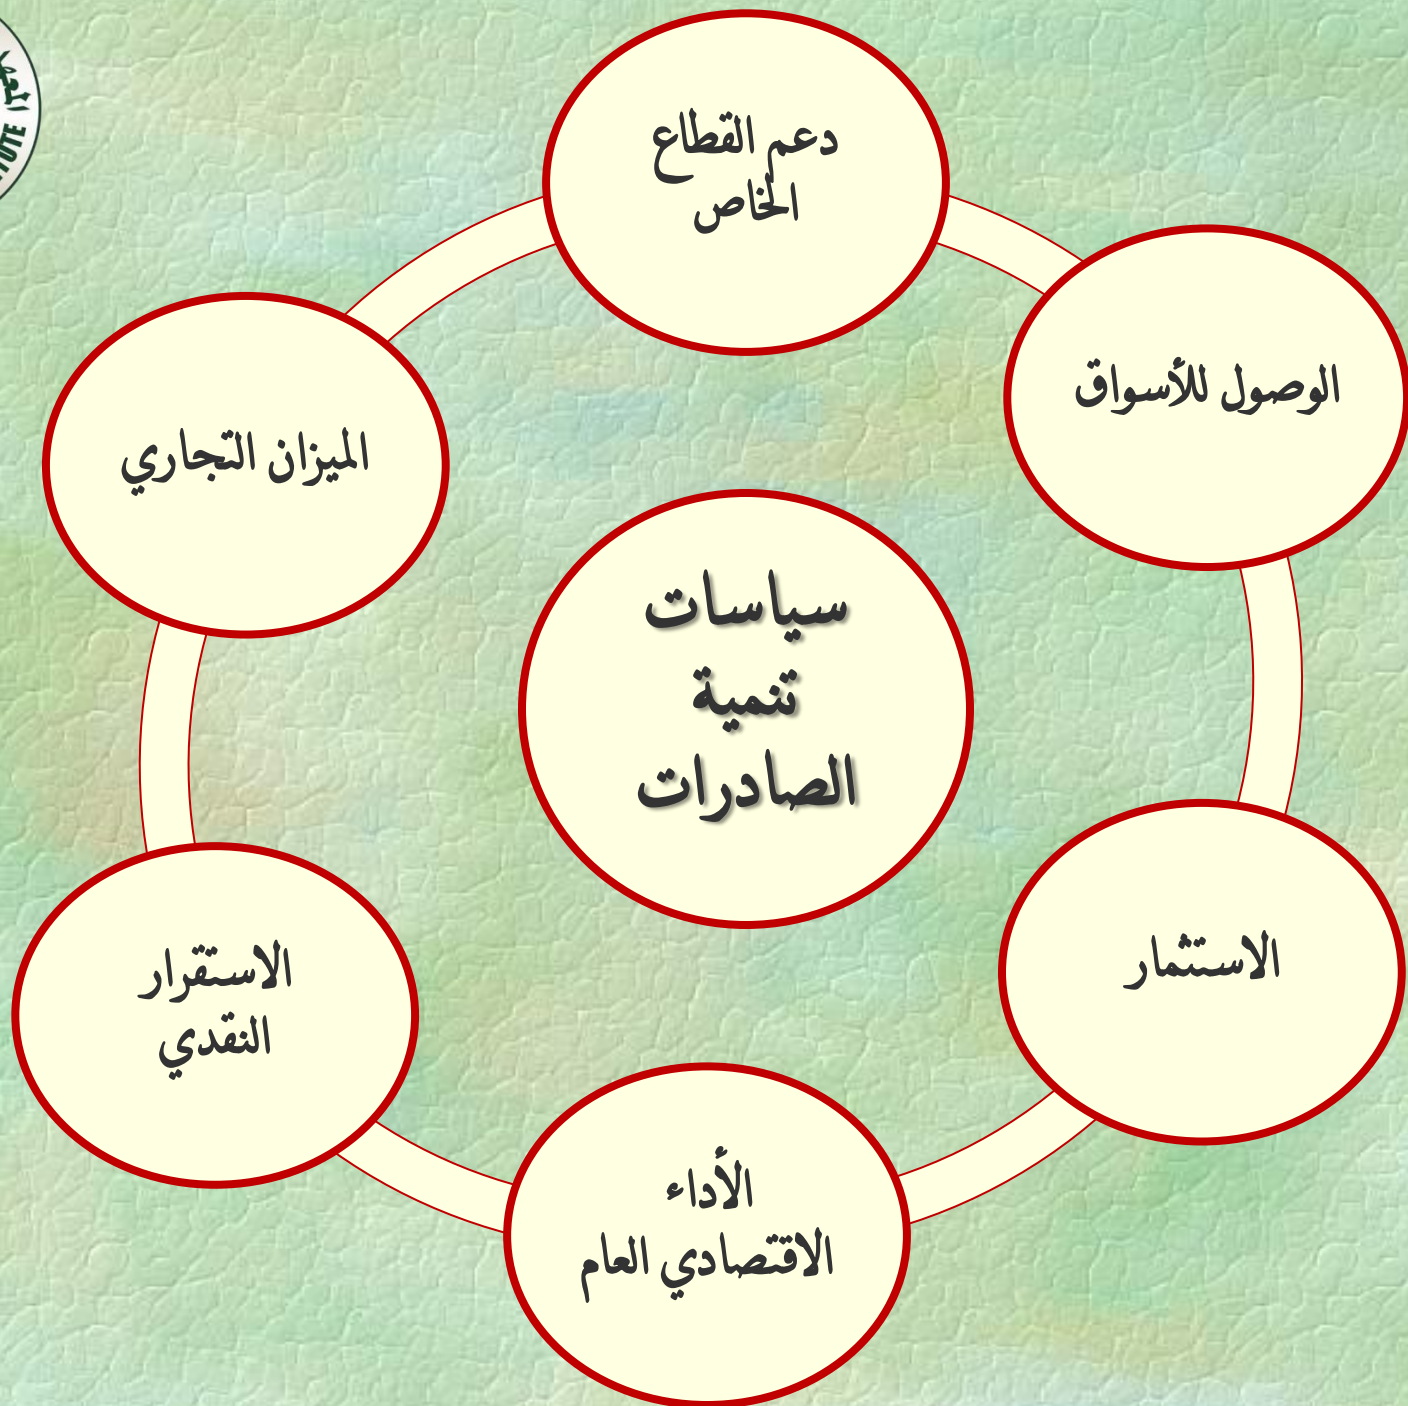 دعم القطاع
الخاص
الوصول للأسواق
الميزان التجاري
سياسات
تنمية
الصادرات
الاستثمار
الاستقرار
النقدي
الأداء
الاقتصادي العام